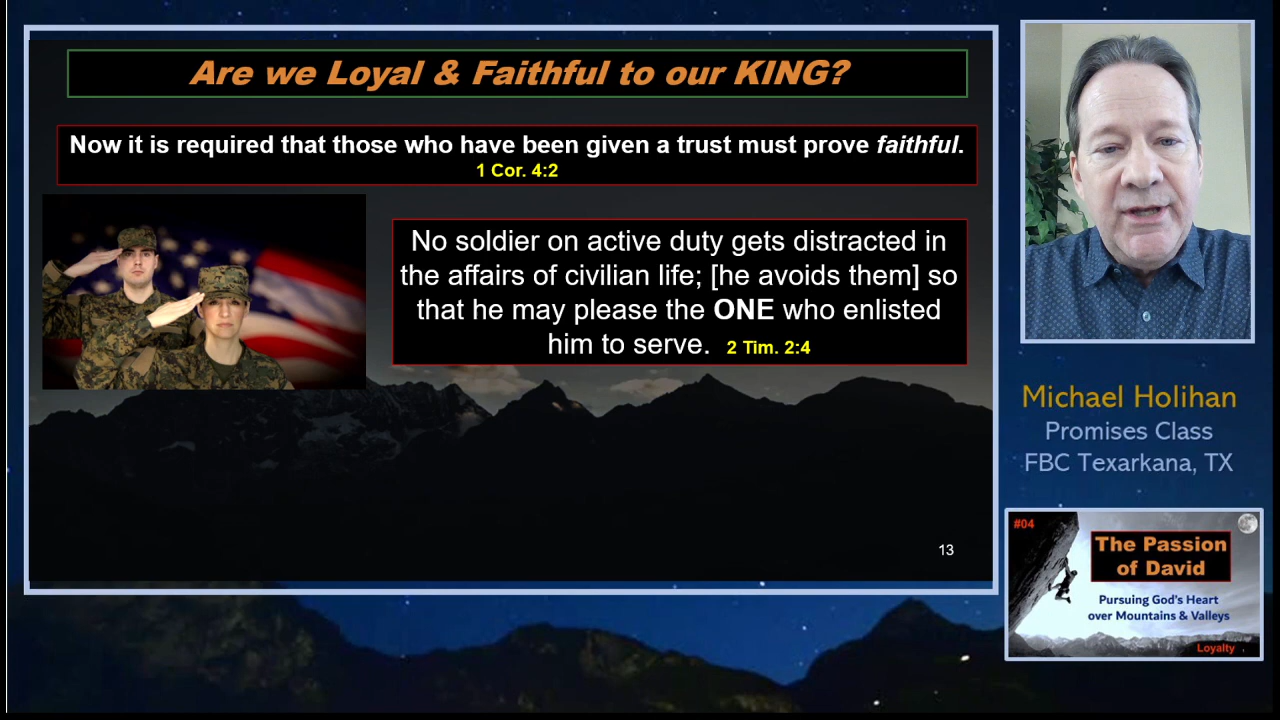 Are we Loyal & Faithful to our KING?
Now it is required that those who have been given a trust must prove faithful.
1 Cor. 4:2
No soldier on active duty gets distracted in
the affairs of civilian life; [he avoids them] so
that he may please the ONE who enlisted
him to serve. 2 Tim. 2:4
13
Michael Holihan
Promises Class
FBC Texarkana, TX
#04
The Passion
of David
Pursuing God's Heart
over Mountains & Valleys
Loyalty .